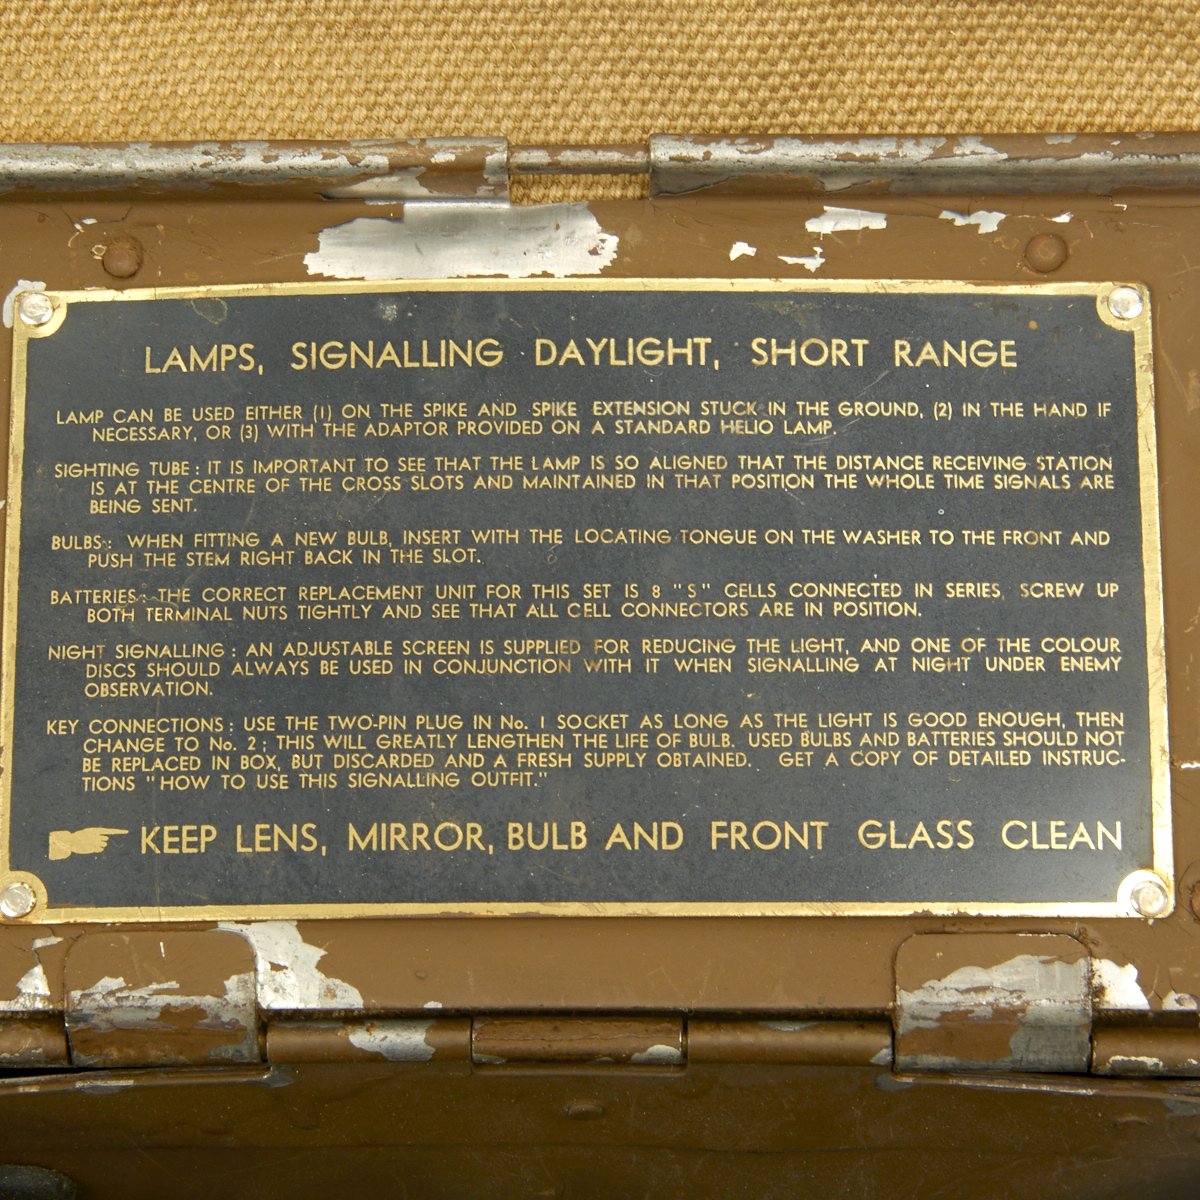 LAMPS, SIGNALLING DAYLIGHT, SHORT RANGE
LAMP CAN BE USED EITHER (1) ON THE SPIKE AND SPIKE EXTENSION STUCK IN THE GROUND, (2) IN THE HAND IF
NECESSARY, OR (3) WITH THE ADAPTOR PROVIDED ON A STANDARD HELIO LAMP.
SIGHTING TUBE : IT IS IMPORTANT TO SEE THAT THE LAMP IS SO ALIGNED THAT THE DISTANCE RECEIVING STATION
IS AT THE CENTRE OF THE CROSS SLOTS AND MAINTAINED IN THAT POSITION THE WHOLE TIME SIGNALS ARE
BEING SENT.
BULBS : WHEN FITTING A NEW BULB, INSERT WITH THE LOCATING TONGUE ON THE WASHER TO THE FRONT AND
PUSH THE STEM RIGHT BACK IN THE SLOT.
BATTERIES : THE CORRECT REPLACEMENT UNIT FOR THIS SET IS 8 "S" CELLS CONNECTED IN SERIES, SCREW UP
BOTH TERMINAL NUTS TIGHTLY AND SEE THAT ALL CELL CONNECTORS ARE IN POSITION.
NIGHT SIGNALLING : AN ADJUSTABLE SCREEN IS SUPPLIED FOR REDUCING THE LIGHT, AND ONE OF THE COLOUR
DISCS SHOULD ALWAYS BE USED IN CONJUNCTION WITH IT WHEN SIGNALLING AT NIGHT UNDER ENEMY
OBSERVATION.
KEY CONNECTIONS : USE THE TWO-PIN PLUG IN No. 1 SOCKET AS LONG AS THE LIGHT IS GOOD ENOUGH, THEN
CHANGE TO No. 2 ; THIS WILL GREATLY LENGTHEN THE LIFE OF BULB. USED BULBS AND BATTERIES SHOULD NOT
BE REPLACED IN BOX, BUT DISCARDED AND A FRESH SUPPLY OBTAINED. GET A COPY OF DETAILED INSTRUC-
TIONS "HOW TO USE THIS SIGNALLING OUTFIT."
KEEP LENS, MIRROR, BULB AND FRONT GLASS CLEAN